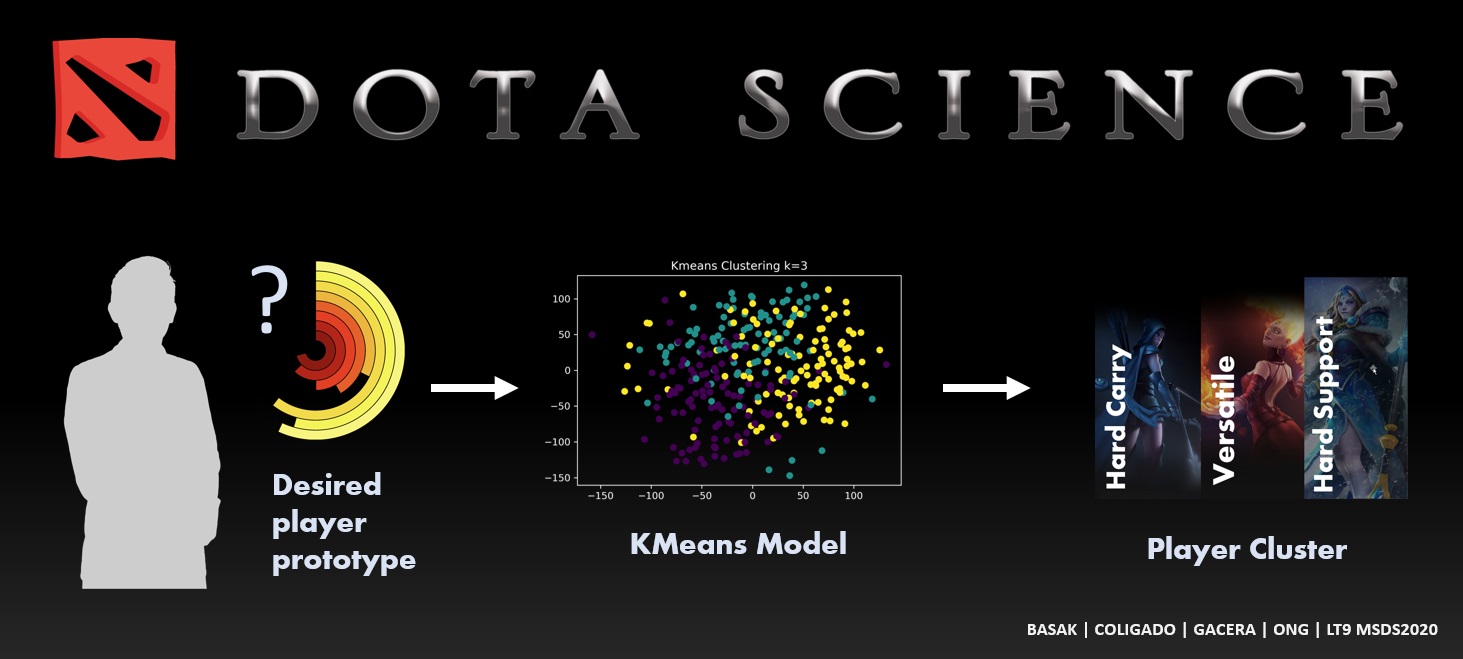 DOTA SCIENCE
?
Desired
player
prototype
Kmeans Clustering k=3
100
50
0
−50
−100
−150
−150 −100 −50 0 50 100
KMeans Model
Hard Carry
Versatile
Hard Support
Player Cluster
BASAK | COLIGADO | GACERA | ONG | LT9 MSDS2020